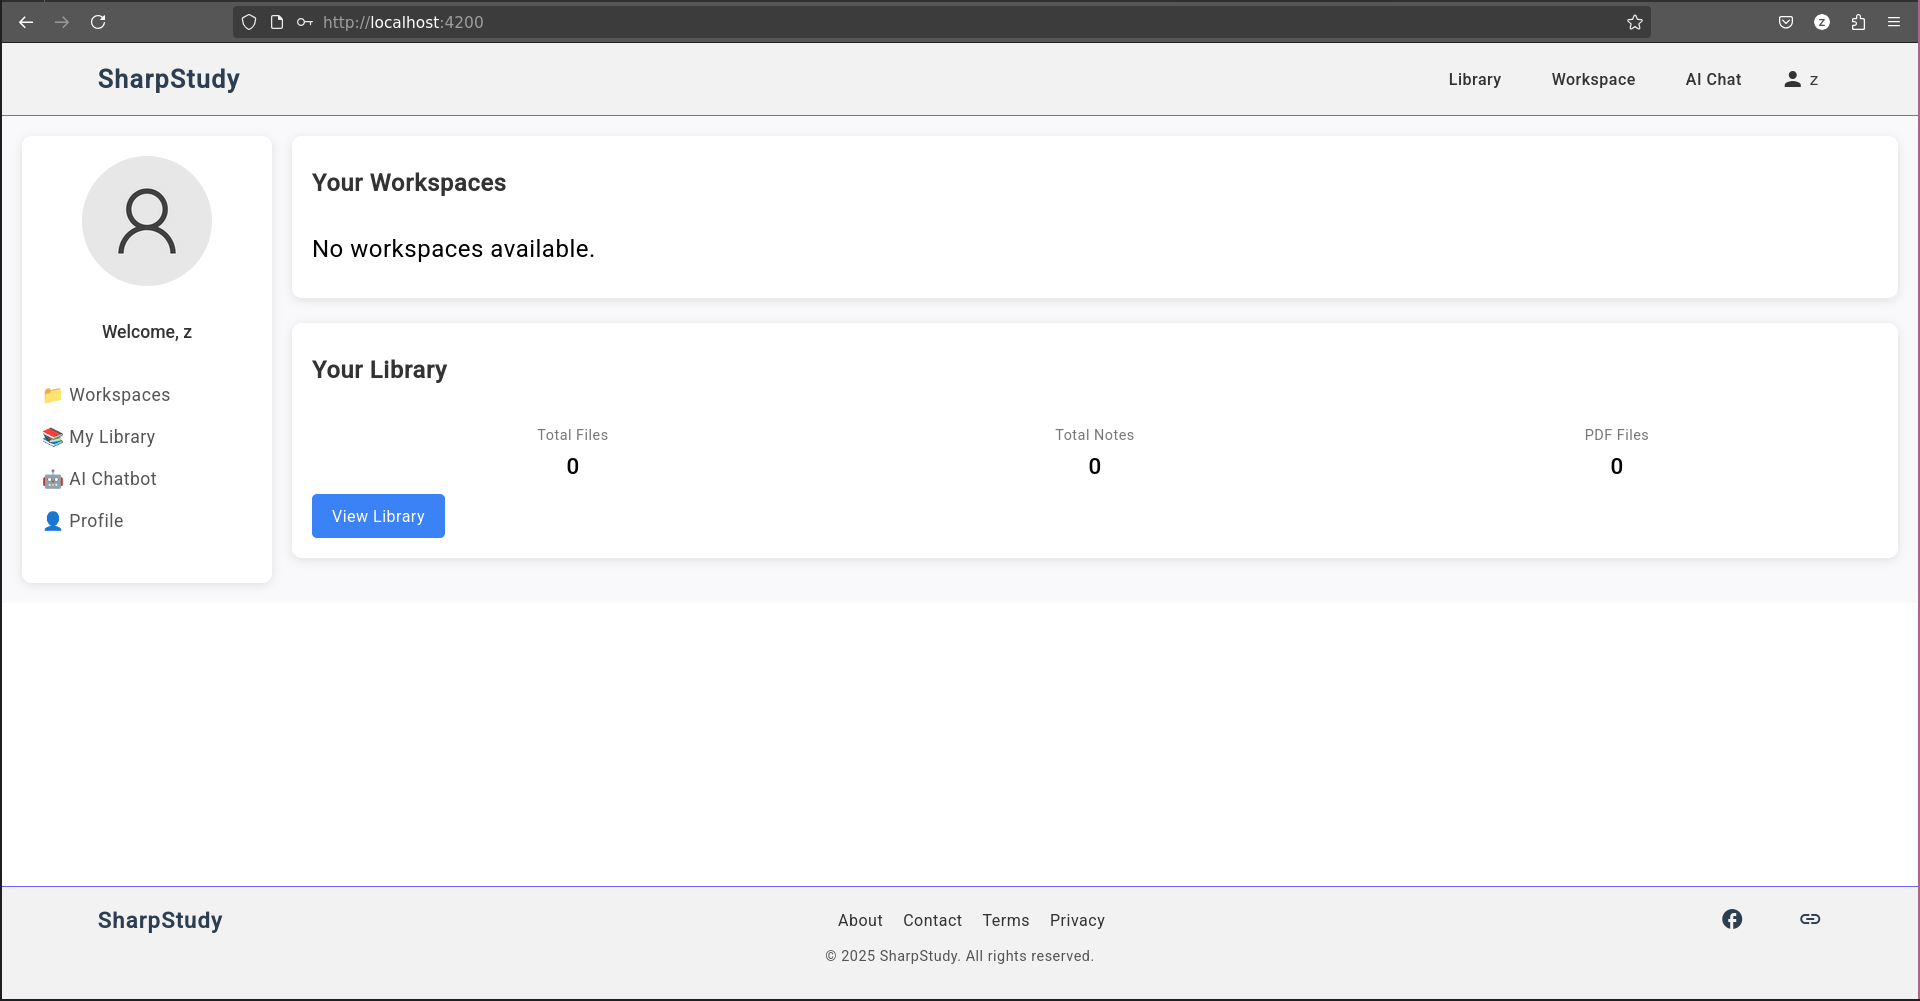 http://localhost:4200
Z
SharpStudy
Library Workspace AI Chat z
Welcome, z
Workspaces
My Library
AI Chatbot
Profile
Your Workspaces
No workspaces available.
Your Library
Total Files Total Notes PDF Files
0 0 0
View Library
SharpStudy
About Contact Terms Privacy
© 2025 SharpStudy. All rights reserved.